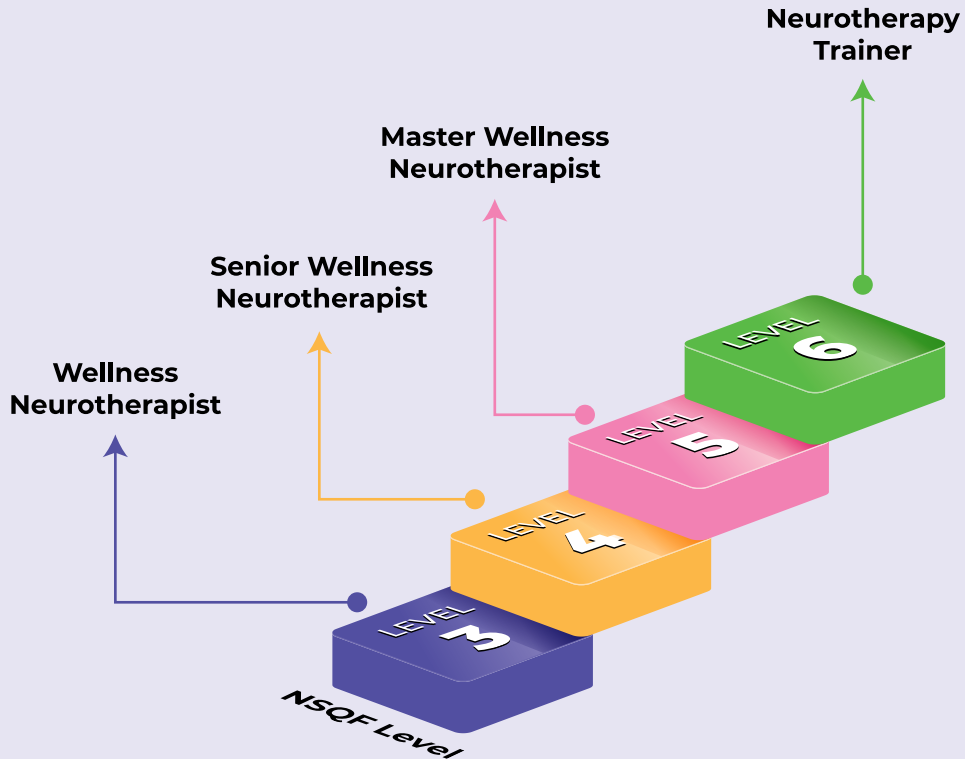 Neurotherapy
Trainer
Master Wellness
Neurotherapist
Senior Wellness
Neurotherapist
Wellness
Neurotherapist
LEVEL
6
LEVEL
5
LEVEL
4
LEVEL
3
NSQF Level